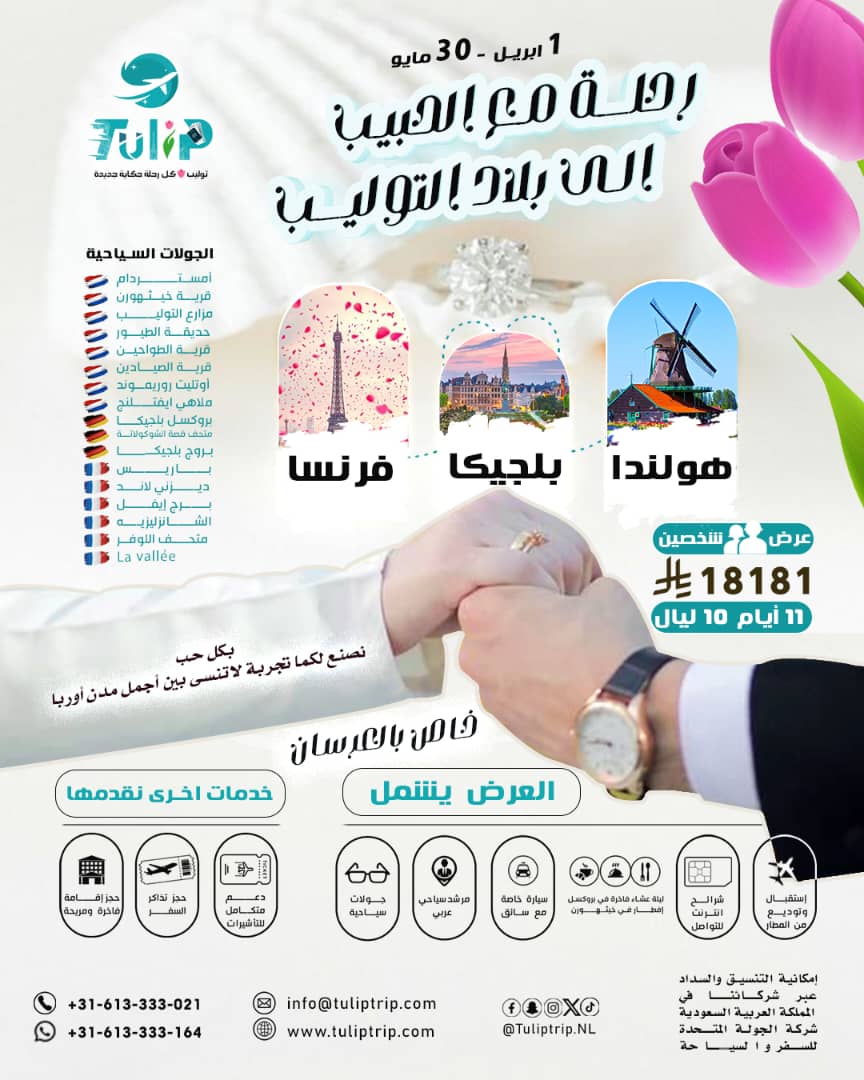 1 ابريل - 30 مايو
رحلة مع الحبيب
الى بلاد التوليب
TuliP
توليب كل رحلة حكاية جديدة
الجولات السياحية
أمستردام
قرية خيثهورن
مزارع التوليب
حديقة الطيور
قرية الطواحين
قرية الصيادين
أوتليت روريموند
ملاهي ايفتلنج
بروكسل بلجيكا
متحف قصة الشوكولاتة
بروج بلجيكا
باريس
ديزني لاند
برج إيفل
الشانزليزيه
متحف اللوفر
La vallée
هولندا
بلجيكا
فرنسا
عرض شخصين
18181
11 أيام 10 ليال
بكل حب
نصنع لكما تجربة لاتنسى بين أجمل مدن أوربا
خاص بالعرسان
العرض يشمل
إستقبال
وتوديع
من المطار
شرائح
انترنت
للتواصل
ليلة عشاء فاخرة في بروكسل
إفطار في خيثهورن
سيارة خاصة
مع سائق
مرشد سياحي
عربي
جولات
سياحية
خدمات اخرى نقدمها
TICKET
دعم
متكامل
للتأشيرات
حجز تذاكر
السفر
حجز إقامة
فاخرة ومريحة
إمكانية التنسيق والسداد
عبر شركائنا في
المملكة العربية السعودية
شركة الجولة المتحدة
للسفر والسياحة
@Tuliptrip.NL
info@tuliptrip.com
www.tuliptrip.com
+31-613-333-021
+31-613-333-164